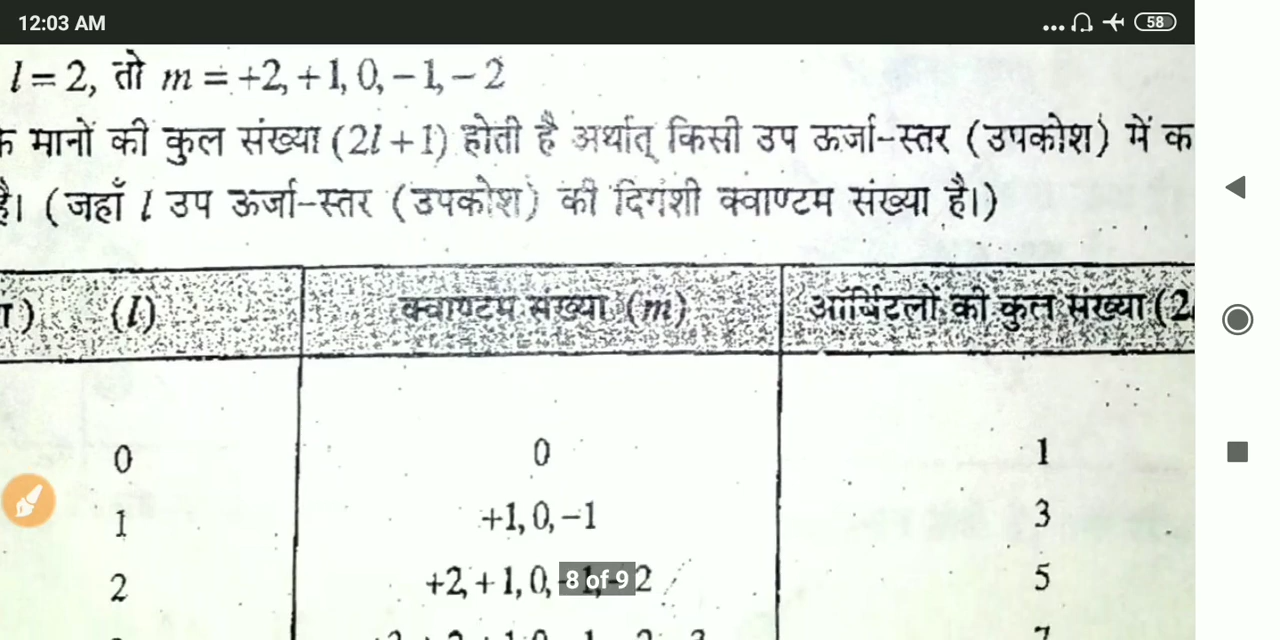 12:03 AM
58
l = 2, तो m = +2, +1, 0, −1, − 2
मानों की कुल संख्या (2l + 1) होती है अर्थात् किसी उप ऊर्जा-स्तर (उपकोश) में क
है। (जहाँ l उप ऊर्जा-स्तर (उपकोश) की दिगंशी क्वाण्टम संख्या है।)
(l) क्वाण्टम संख्या (m) ऑर्बिटलों की कुल संख्या (2
0 0 1
1 +1, 0, −1 3
2 +2, + 1, 0, −1, − 2 5
8 of 9
7